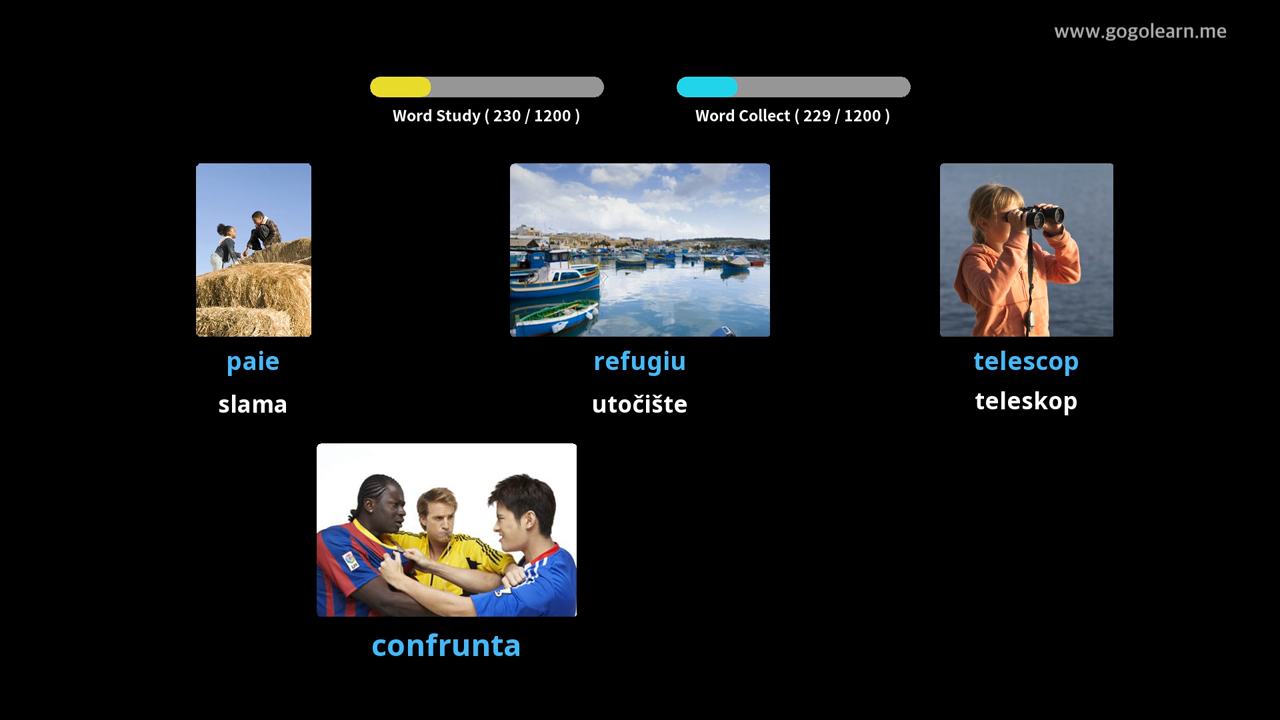 www.gogolearn.me
Word Study ( 230 / 1200 )
Word Collect ( 229 / 1200 )
paie
refugiu
telescop
slama
utočište
teleskop
confrunta